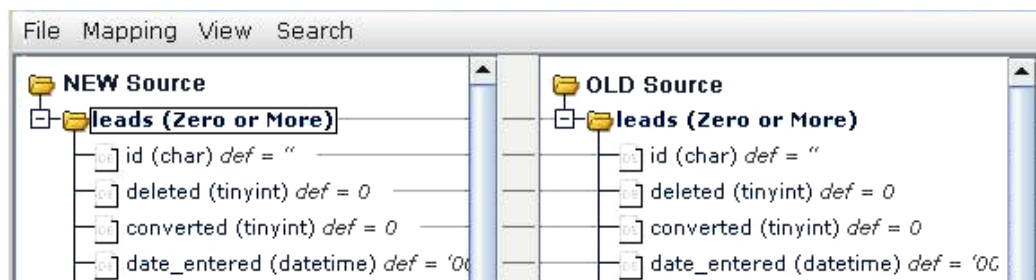 File Mapping View Search
NEW Source
leads (Zero or More)
id (char) def = ‘’
deleted (tinyint) def = 0
converted (tinyint) def = 0
date_entered (datetime) def = '00
OLD Source
leads (Zero or More)
id (char) def = ‘’
deleted (tinyint) def = 0
converted (tinyint) def = 0
date_entered (datetime) def = '00